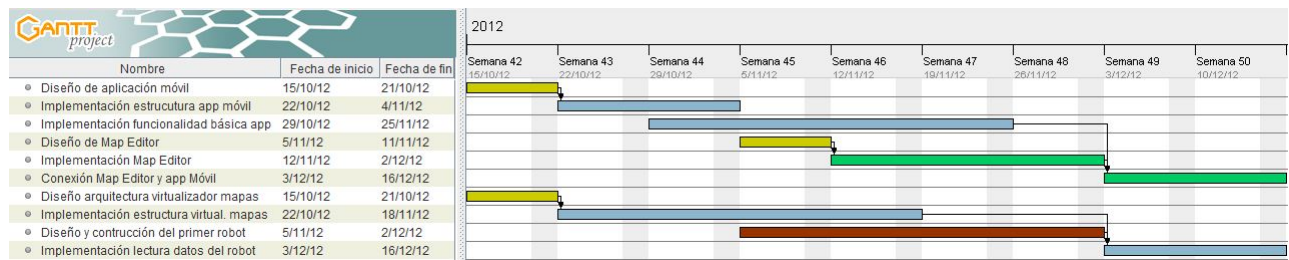 GANTT
project
2012
Nombre Fecha de inicio Fecha de fin
Semana 42 Semana 43 Semana 44 Semana 45 Semana 46 Semana 47 Semana 48 Semana 49 Semana 50
15/10/12 22/10/12 29/10/12 5/11/12 12/11/12 19/11/12 26/11/12 3/12/12 10/12/12
Diseño de aplicación móvil 15/10/12 21/10/12
Implementación estrucutura app móvil 22/10/12 4/11/12
Implementación funcionalidad básica app 29/10/12 25/11/12
Diseño de Map Editor 5/11/12 11/11/12
Implementación Map Editor 12/11/12 2/12/12
Conexión Map Editor y app Móvil 3/12/12 16/12/12
Diseño arquitectura virtualizador mapas 15/10/12 21/10/12
Implementación estructura virtual. mapas 22/10/12 18/11/12
Diseño y contrucción del primer robot 5/11/12 2/12/12
Implementación lectura datos del robot 3/12/12 16/12/12